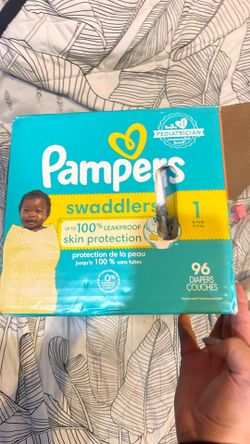 PEDIATRICIAN
Pampers
swaddlers
1
UP TO 100% LEAKPROOF
skin protection
protection de la peau
jusqu'à 100 % sans fuites
0%
96
DIAPERS
COUCHES